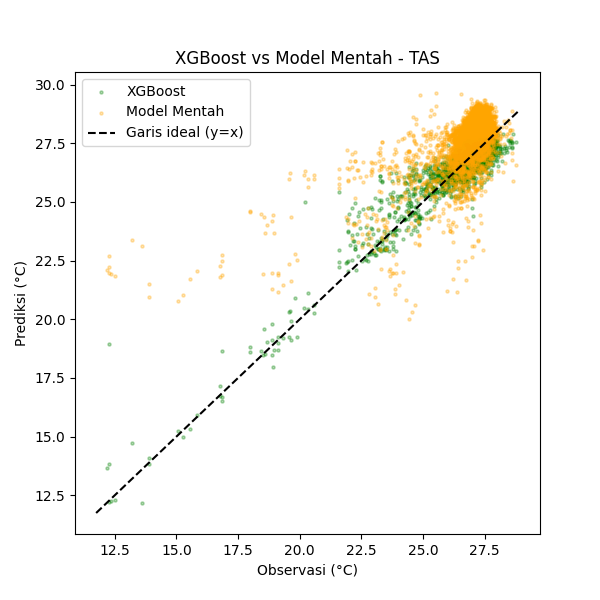 XGBoost vs Model Mentah - TAS
XGBoost
Model Mentah
Garis ideal (y=x)
30.0
27.5
25.0
22.5
20.0
17.5
15.0
12.5
Prediksi (°C)
12.5 15.0 17.5 20.0 22.5 25.0 27.5
Observasi (°C)